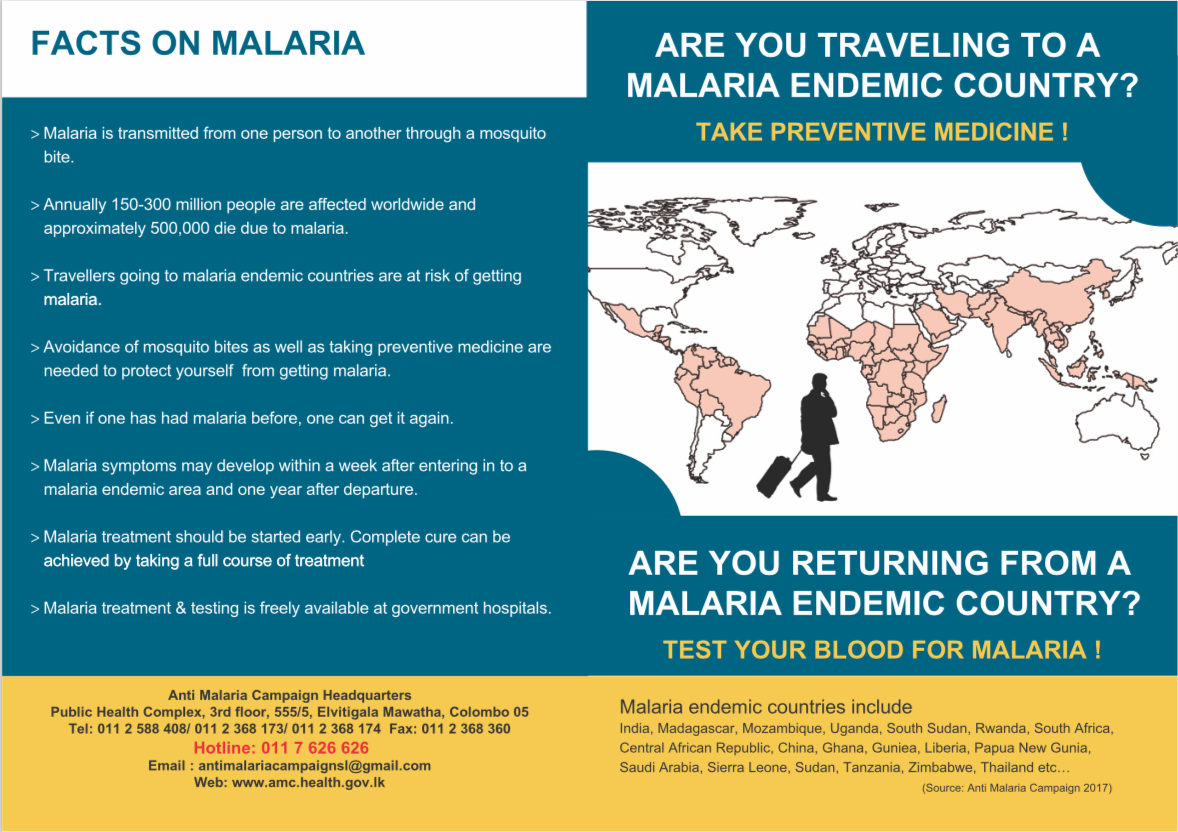 FACTS ON MALARIA
> Malaria is transmitted from one person to another through a mosquito
bite.
> Annually 150-300 million people are affected worldwide and
approximately 500,000 die due to malaria.
> Travellers going to malaria endemic countries are at risk of getting
malaria.
> Avoidance of mosquito bites as well as taking preventive medicine are
needed to protect yourself from getting malaria.
> Even if one has had malaria before, one can get it again.
> Malaria symptoms may develop within a week after entering in to a
malaria endemic area and one year after departure.
> Malaria treatment should be started early. Complete cure can be
achieved by taking a full course of treatment
> Malaria treatment & testing is freely available at government hospitals.
Anti Malaria Campaign Headquarters
Public Health Complex, 3rd floor, 555/5, Elvitigala Mawatha, Colombo 05
Tel: 011 2 588 408/ 011 2 368 173/ 011 2 368 174 Fax: 011 2 368 360
Hotline: 011 7 626 626
Email : antimalariacampaignsl@gmail.com
Web: www.amc.health.gov.lk
ARE YOU TRAVELING TO A
MALARIA ENDEMIC COUNTRY?
TAKE PREVENTIVE MEDICINE !
ARE YOU RETURNING FROM A
MALARIA ENDEMIC COUNTRY?
TEST YOUR BLOOD FOR MALARIA !
Malaria endemic countries include
India, Madagascar, Mozambique, Uganda, South Sudan, Rwanda, South Africa,
Central African Republic, China, Ghana, Guniea, Liberia, Papua New Gunia,
Saudi Arabia, Sierra Leone, Sudan, Tanzania, Zimbabwe, Thailand etc…
(Source: Anti Malaria Campaign 2017)